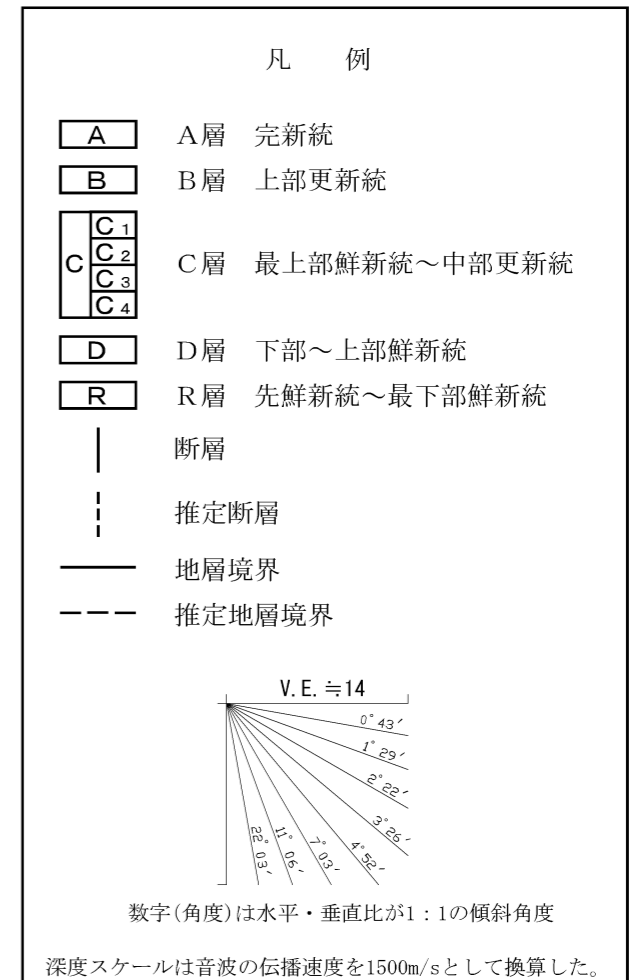 凡 例
A A層 完新統
B B層 上部更新統
C C1 C2 C3 C4 C層 最上部鮮新統～中部更新統
D D層 下部～上部鮮新統
R R層 先鮮新統～最下部鮮新統
断層
推定断層
地層境界
推定地層境界
V.E.≒14
0°43′
1°29′
2°22′
3°26′
4°52′
7°03′
11°06′
22°03′
数字(角度)は水平・垂直比が1：1の傾斜角度
深度スケールは音波の伝播速度を1500m/sとして換算した。